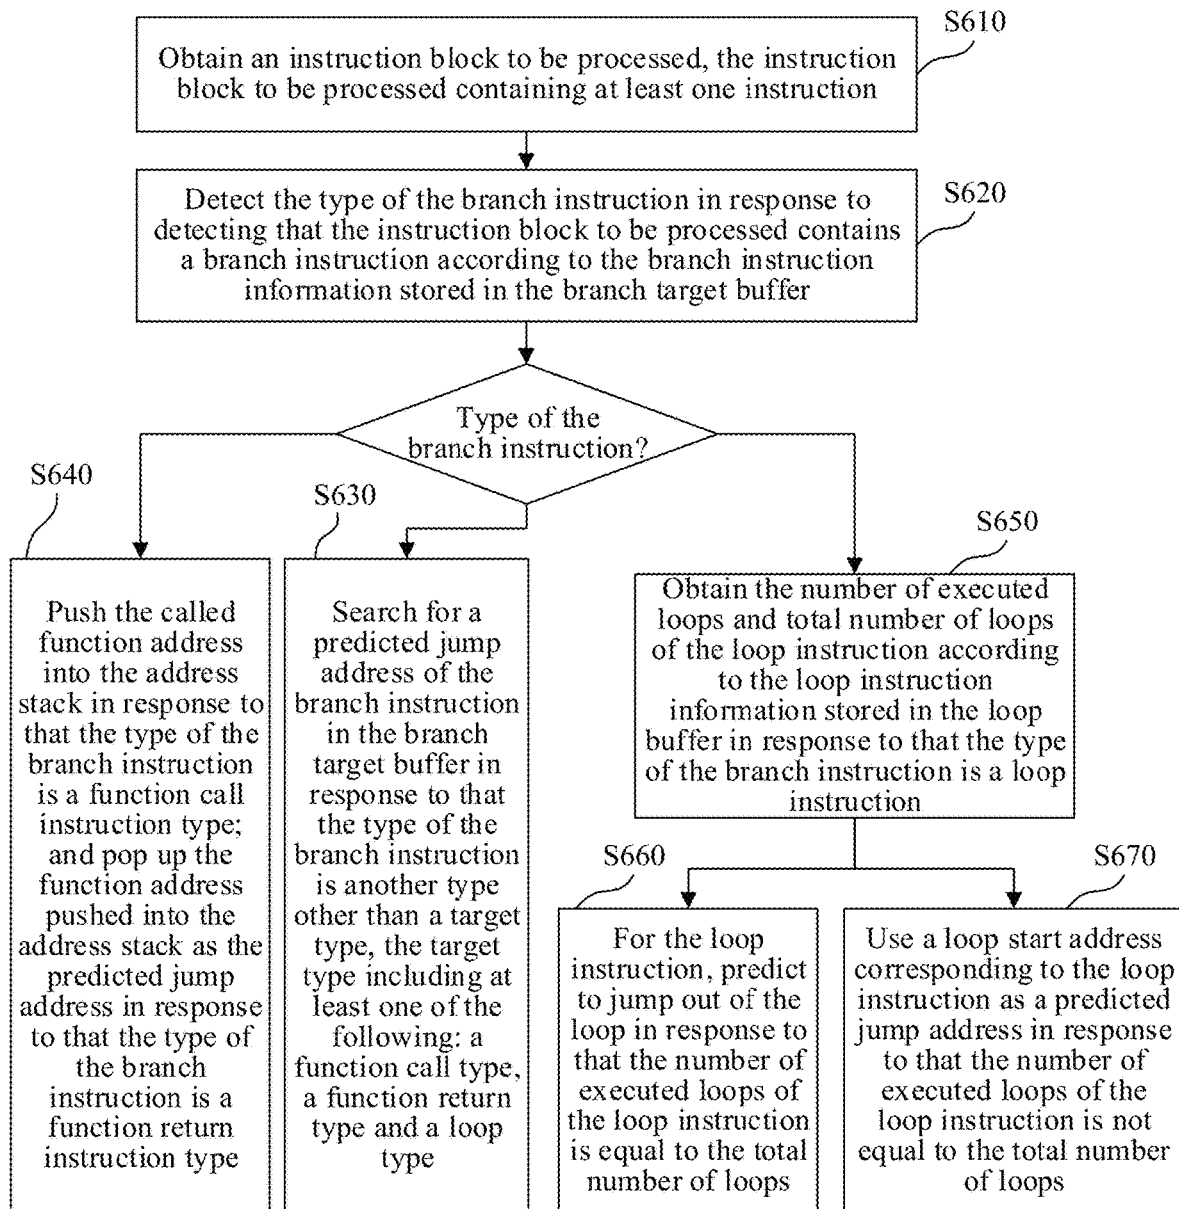 S610
Obtain an instruction block to be processed, the instruction
block to be processed containing at least one instruction
S620
Detect the type of the branch instruction in response to
detecting that the instruction block to be processed contains
a branch instruction according to the branch instruction
information stored in the branch target buffer
Type of the
branch instruction?
S640
Push the called
function address
into the address
stack in response to
that the type of the
branch instruction
is a function call
instruction type;
and pop up the
function address
pushed into the
address stack as the
predicted jump
address in response
to that the type of
the branch
instruction is a
function return
instruction type
S630
Search for a
predicted jump
address of the
branch instruction
in the branch
target buffer in
response to that
the type of the
branch instruction
is another type
other than a target
type, the target
type including at
least one of the
following: a
function call type,
a function return
type and a loop
type
S650
Obtain the number of executed
loops and total number of loops
of the loop instruction according
to the loop instruction
information stored in the loop
buffer in response to that the type
of the branch instruction is a loop
instruction
S660
For the loop
instruction, predict
to jump out of the
loop in response to
that the number of
executed loops of
the loop instruction
is equal to the total
number of loops
S670
Use a loop start address
corresponding to the loop
instruction as a predicted
jump address in response
to that the number of
executed loops of the
loop instruction is not
equal to the total number
of loops